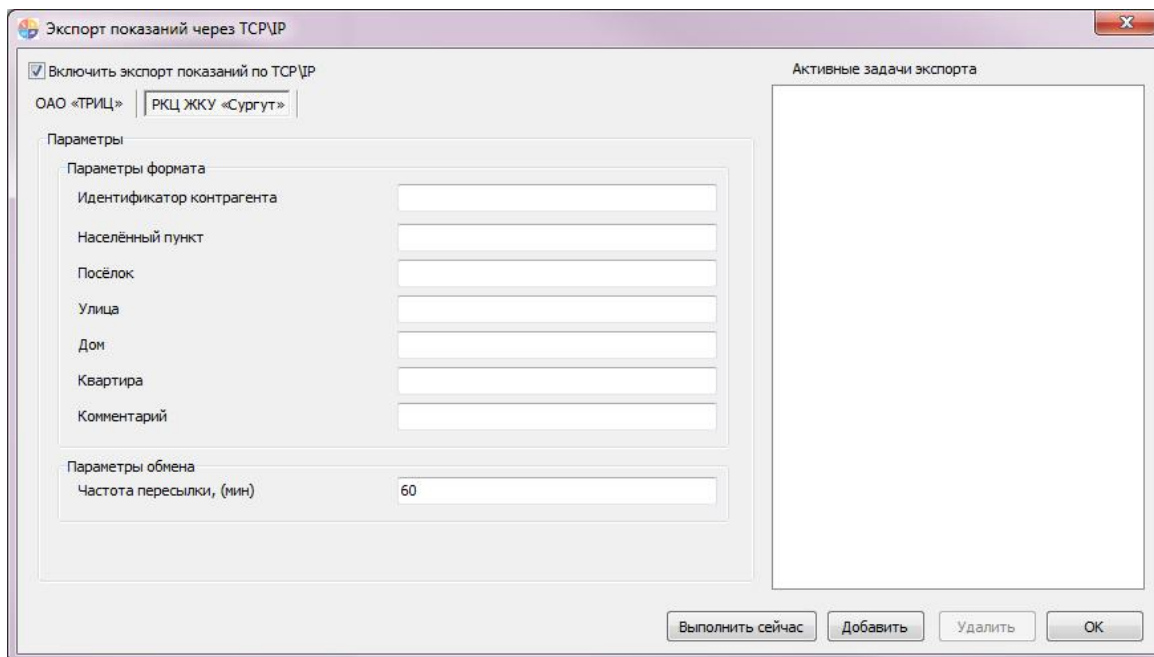 Экспорт показаний через TCP\IP
Включить экспорт показаний по TCP\IP
Активные задачи экспорта
ОАО «ТРИЦ» РКЦ ЖКУ «Сургут»
Параметры
Параметры формата
Идентификатор контрагента
Населённый пункт
Посёлок
Улица
Дом
Квартира
Комментарий
Параметры обмена
Частота пересылки, (мин) 60
Выполнить сейчас Добавить Удалить ОК